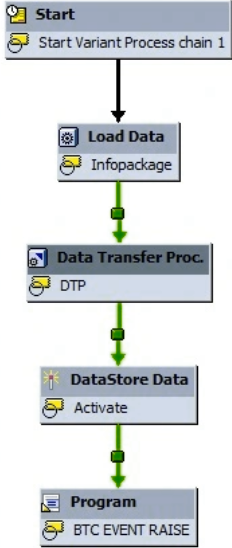 Start
Start Variant Process chain 1
Load Data
Infopackage
Data Transfer Proc.
DTP
DataStore Data
Activate
Program
BTC EVENT RAISE